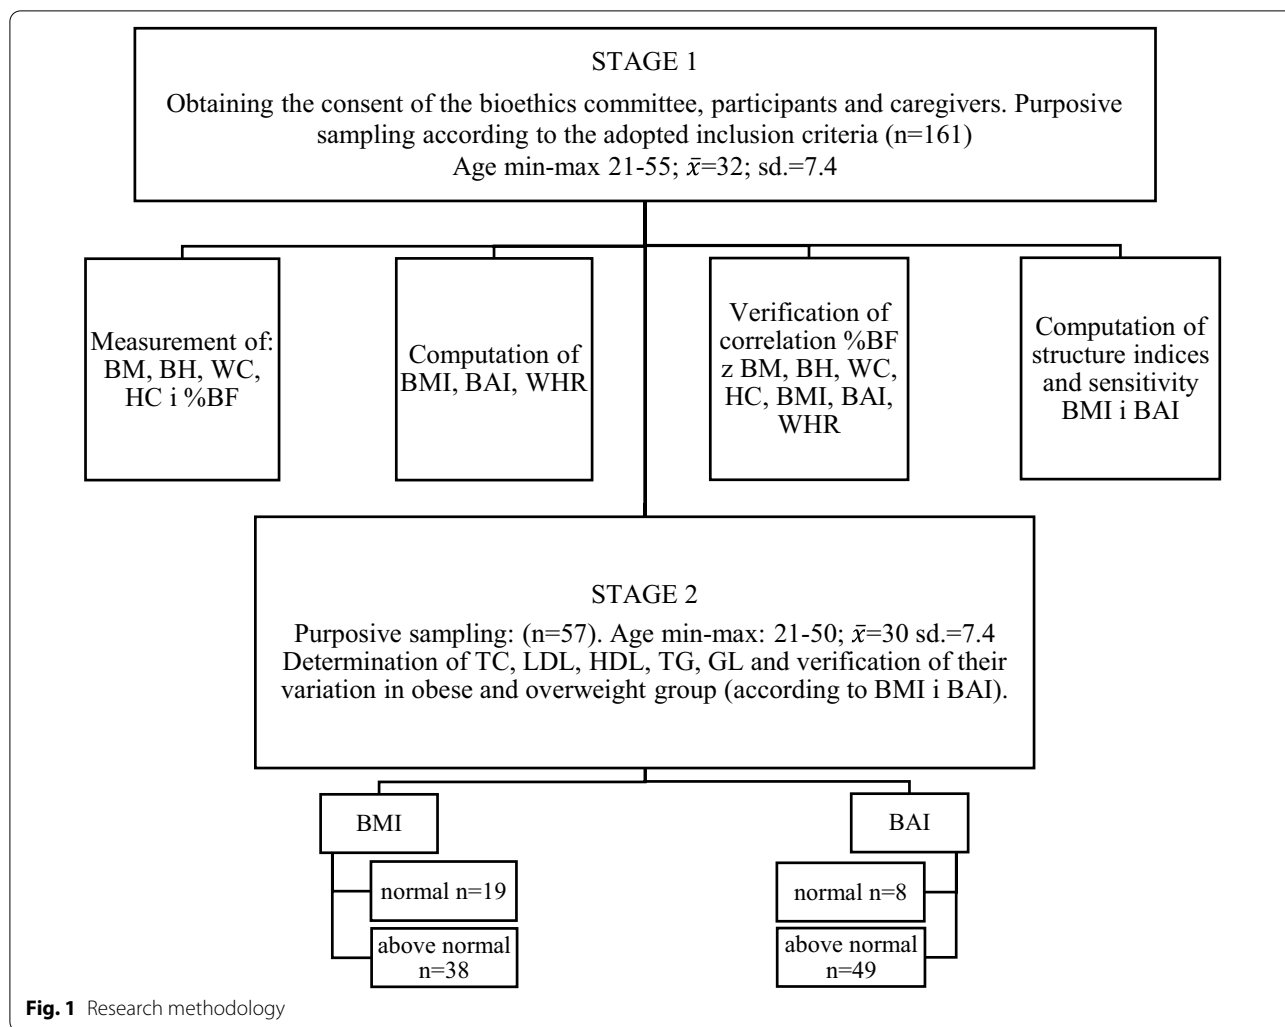 STAGE 1
Obtaining the consent of the bioethics committee, participants and caregivers. Purposive
sampling according to the adopted inclusion criteria (n=161)
Age min-max 21-55; x̄=32; sd.=7.4
Measurement of:
BM, BH, WC,
HC i %BF
Computation of
BMI, BAI, WHR
Verification of
correlation %BF
z BM, BH, WC,
HC, BMI, BAI,
WHR
Computation of
structure indices
and sensitivity
BMI i BAI
STAGE 2
Purposive sampling: (n=57). Age min-max: 21-50; x̄=30 sd.=7.4
Determination of TC, LDL, HDL, TG, GL and verification of their
variation in obese and overweight group (according to BMI i BAI).
BMI
normal n=19
above normal
n=38
BAI
normal n=8
above normal
n=49
Fig. 1 Research methodology